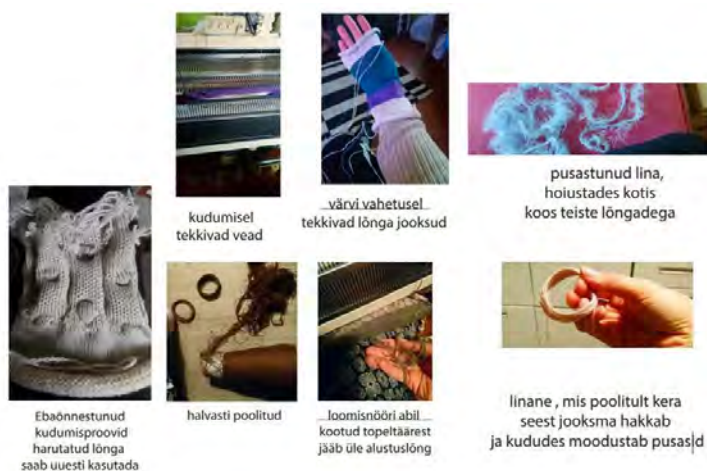 kudumisel
tekkivad vead
värvi vahetusel
tekkivad lõnga jooksud
pusastunud lina,
hoiustades kotis
koos teiste lõngadega
Ebaõnnestunud
kudumisproovid
harutatud lõnga
saab uuesti kasutada
halvasti poolitud
loomisnööri abil
kootud topeltäärest
jääb üle alustuslõng
linane , mis poolitult kera
seest jooksma hakkab
ja kududes moodustab pusasid